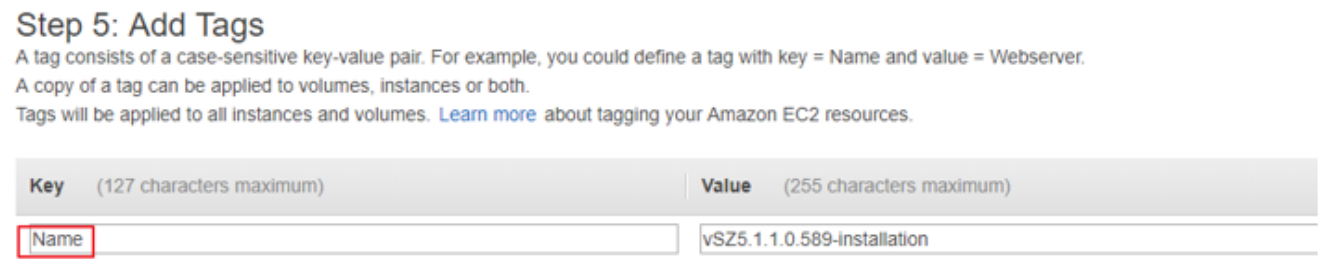 Step 5: Add Tags
A tag consists of a case-sensitive key-value pair. For example, you could define a tag with key = Name and value = Webserver.
A copy of a tag can be applied to volumes, instances or both.
Tags will be applied to all instances and volumes. Learn more about tagging your Amazon EC2 resources.
Key (127 characters maximum) Value (255 characters maximum)
Name vSZ5.1.1.0.589-installation